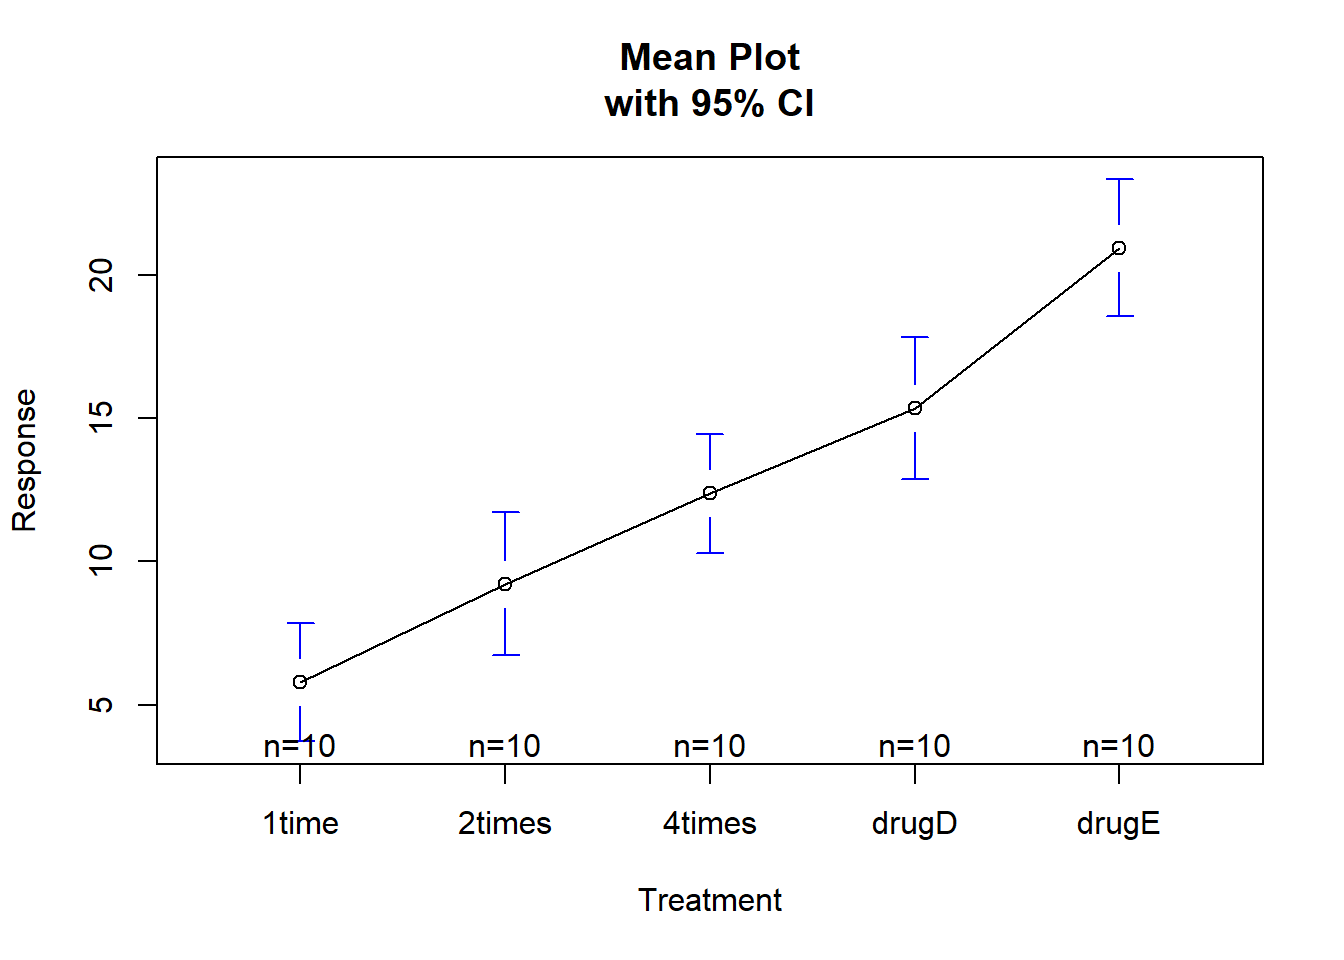 Mean Plot
with 95% CI
Response
20
15
10
5
n=10 n=10 n=10 n=10 n=10
1time 2times 4times drugD drugE
Treatment